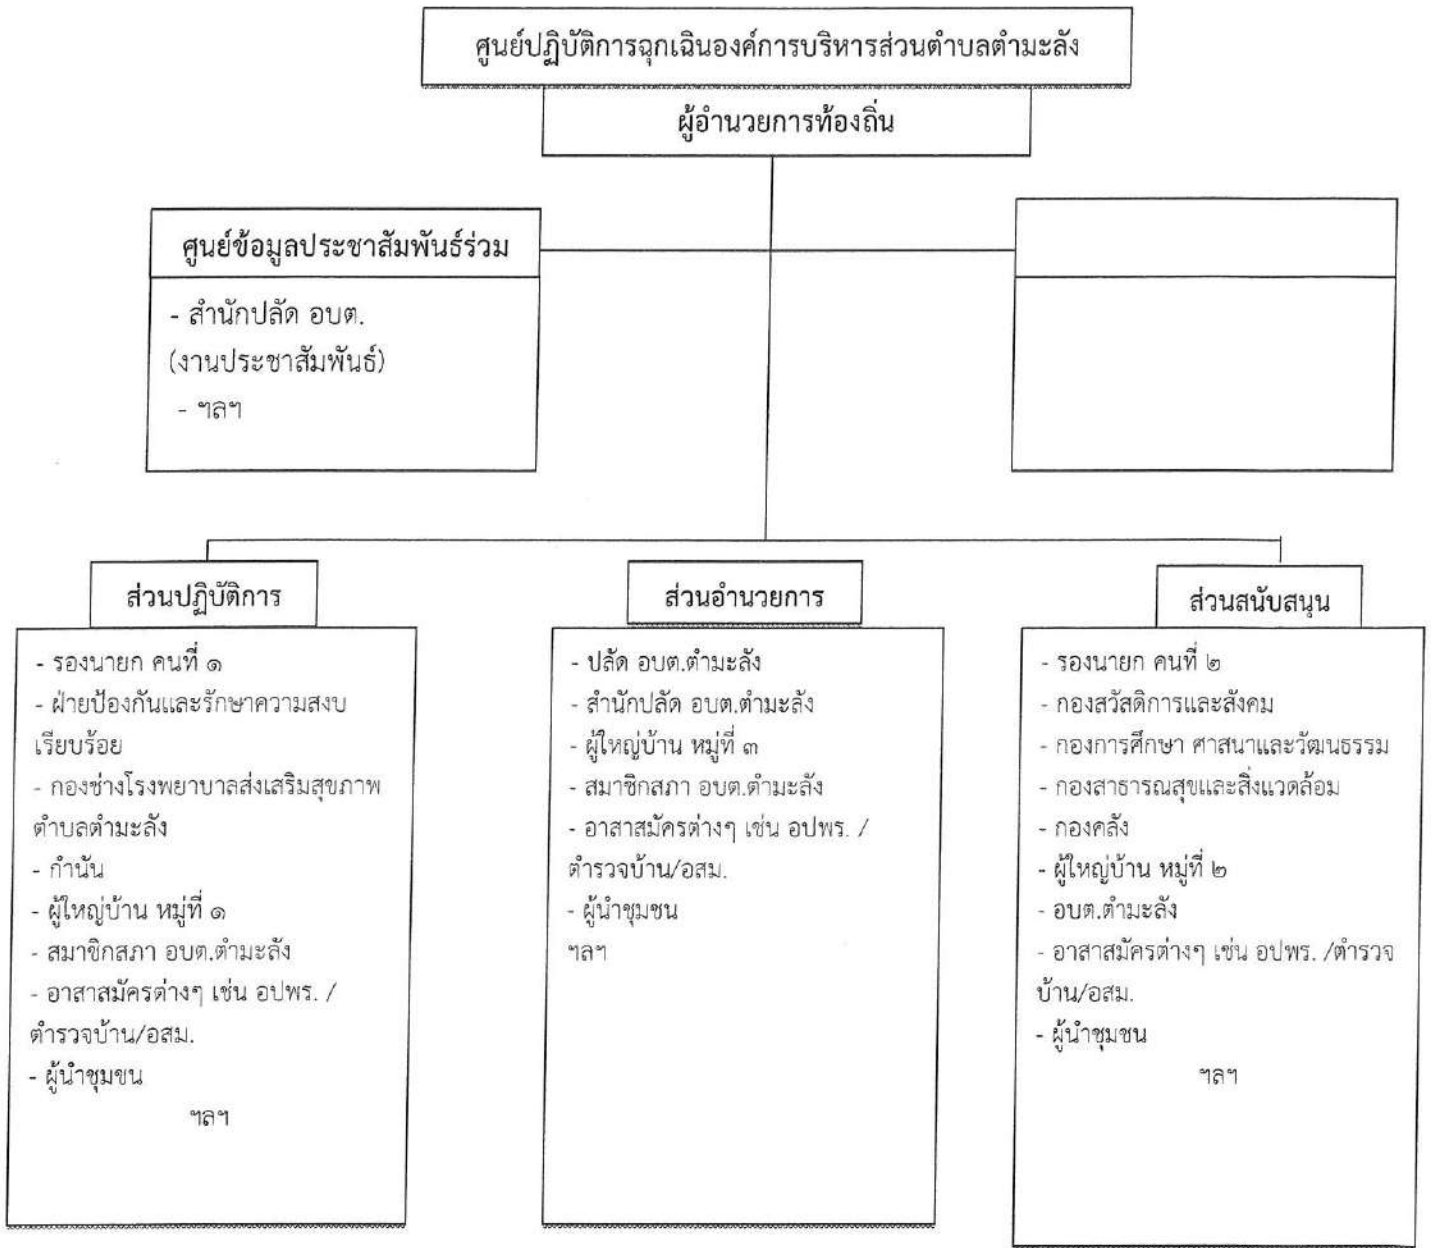 ศูนย์ปฏิบัติการฉุกเฉินองค์การบริหารส่วนตำบลตำมะลัง
ผู้อำนวยการท้องถิ่น
ศูนย์ข้อมูลประชาสัมพันธ์ร่วม
- สำนักปลัด อบต.
(งานประชาสัมพันธ์)
- ฯลฯ
ส่วนปฏิบัติการ
- รองนายก คนที่ ๑
- ฝ่ายป้องกันและรักษาความสงบ
เรียบร้อย
- กองช่างโรงพยาบาลส่งเสริมสุขภาพ
ตำบลตำมะลัง
- กำนัน
- ผู้ใหญ่บ้าน หมู่ที่ ๑
- สมาชิกสภา อบต.ตำมะลัง
- อาสาสมัครต่างๆ เช่น อปพร. /
ตำรวจบ้าน/อสม.
- ผู้นำชุมชน
ฯลฯ
ส่วนอำนวยการ
- ปลัด อบต.ตำมะลัง
- สำนักปลัด อบต.ตำมะลัง
- ผู้ใหญ่บ้าน หมู่ที่ ๓
- สมาชิกสภา อบต.ตำมะลัง
- อาสาสมัครต่างๆ เช่น อปพร. /
ตำรวจบ้าน/อสม.
- ผู้นำชุมชน
ฯลฯ
ส่วนสนับสนุน
- รองนายก คนที่ ๒
- กองสวัสดิการและสังคม
- กองการศึกษา ศาสนาและวัฒนธรรม
- กองสาธารณสุขและสิ่งแวดล้อม
- กองคลัง
- ผู้ใหญ่บ้าน หมู่ที่ ๒
- อบต.ตำมะลัง
- อาสาสมัครต่างๆ เช่น อปพร. /ตำรวจ
บ้าน/อสม.
- ผู้นำชุมชน
ฯลฯ